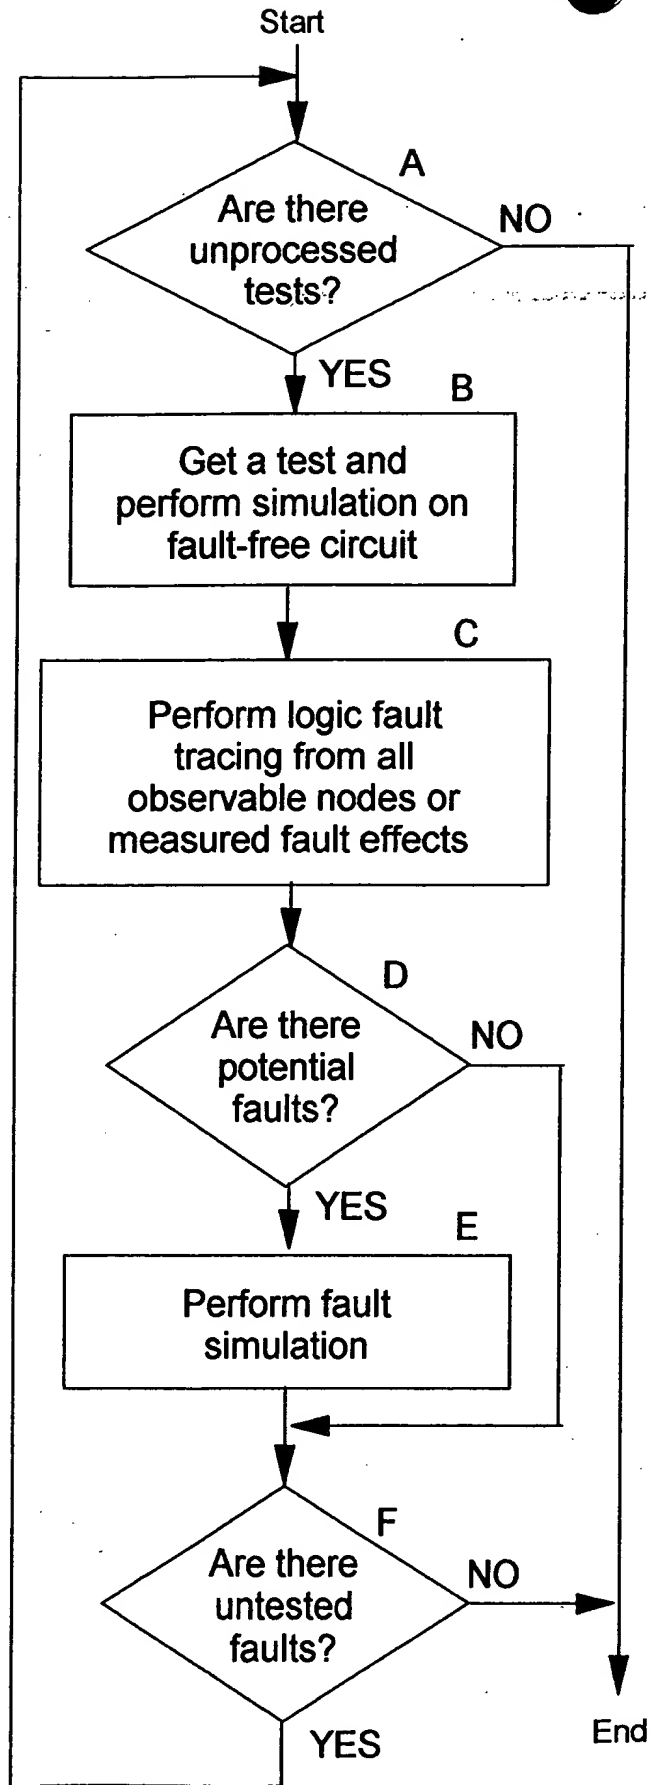 Start
A
Are there
unprocessed
tests?
NO
YES
B
Get a test and
perform simulation on
fault-free circuit
C
Perform logic fault
tracing from all
observable nodes or
measured fault effects
D
Are there
potential
faults?
NO
YES
E
Perform fault
simulation
F
Are there
untested
faults?
NO
YES
End